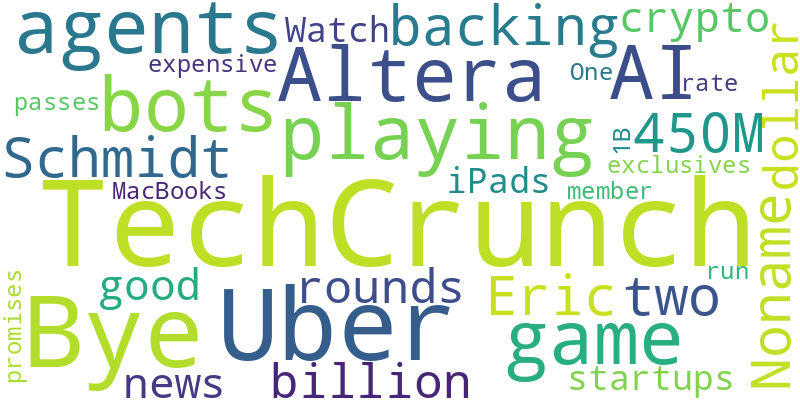 agents
Watch
backing
crypto
expensive
Altera
One
AI
rate
passes
bots
playing
1B
450M
dollar
Schmidt
exclusives
MacBooks
iPads
member
TechCrunch
Noname
promises
good
rounds
run
Bye
Uber
Eric
two
game
news
billion
startups